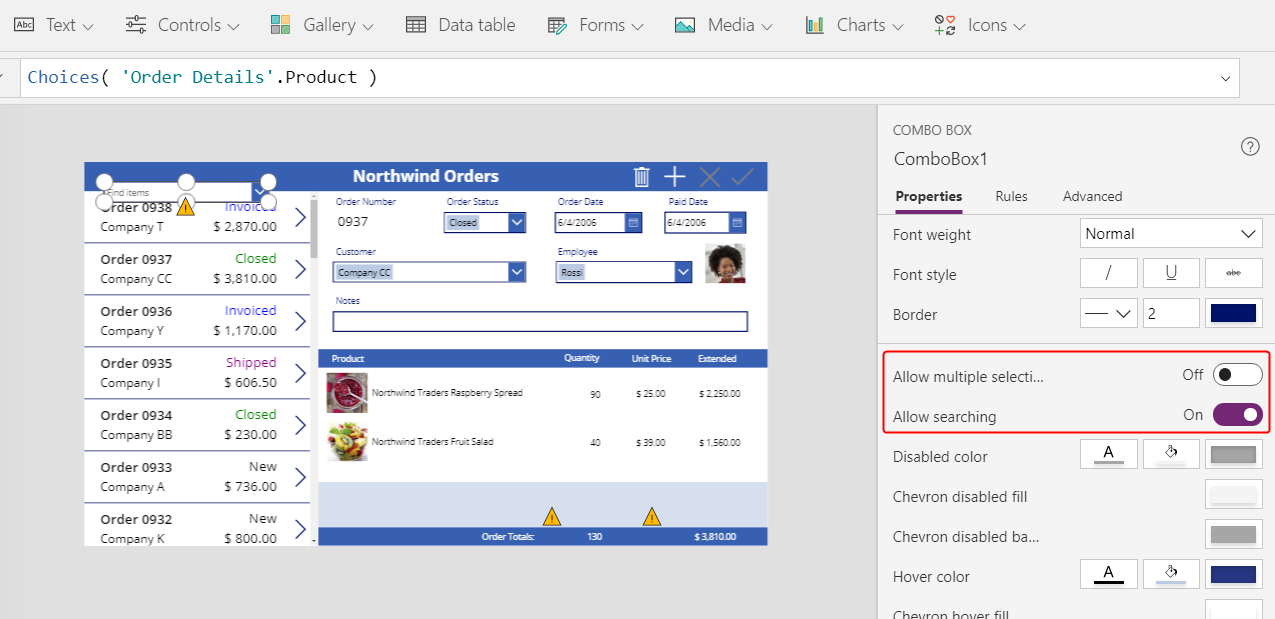 Abc Text Controls Gallery Data table Forms Media Charts Icons
Choices( 'Order Details'.Product )
COMBO BOX
ComboBox1
Properties Rules Advanced
Font weight Normal
Font style / U abc
Border 2
Allow multiple selecti... Off
Allow searching On
Disabled color A
Chevron disabled fill
Chevron disabled ba...
Hover color A
Chevron hover fill
Northwind Orders
Find items
Order 0938 Invoiced
Company T $ 2,870.00
Order 0937 Closed
Company CC $ 3,810.00
Order 0936 Invoiced
Company Y $ 1,170.00
Order 0935 Shipped
Company I $ 606.50
Order 0934 Closed
Company BB $ 230.00
Order 0933 New
Company A $ 736.00
Order 0932 New
Company K $ 800.00
Order Number Order Status Order Date Paid Date
0937 Closed 6/4/2006 6/4/2006
Customer Employee
Company CC Rossi
Notes
Product Quantity Unit Price Extended
Northwind Traders Raspberry Spread 90 $ 25.00 $ 2,250.00
Northwind Traders Fruit Salad 40 $ 39.00 $ 1,560.00
Order Totals: 130 $ 3,810.00